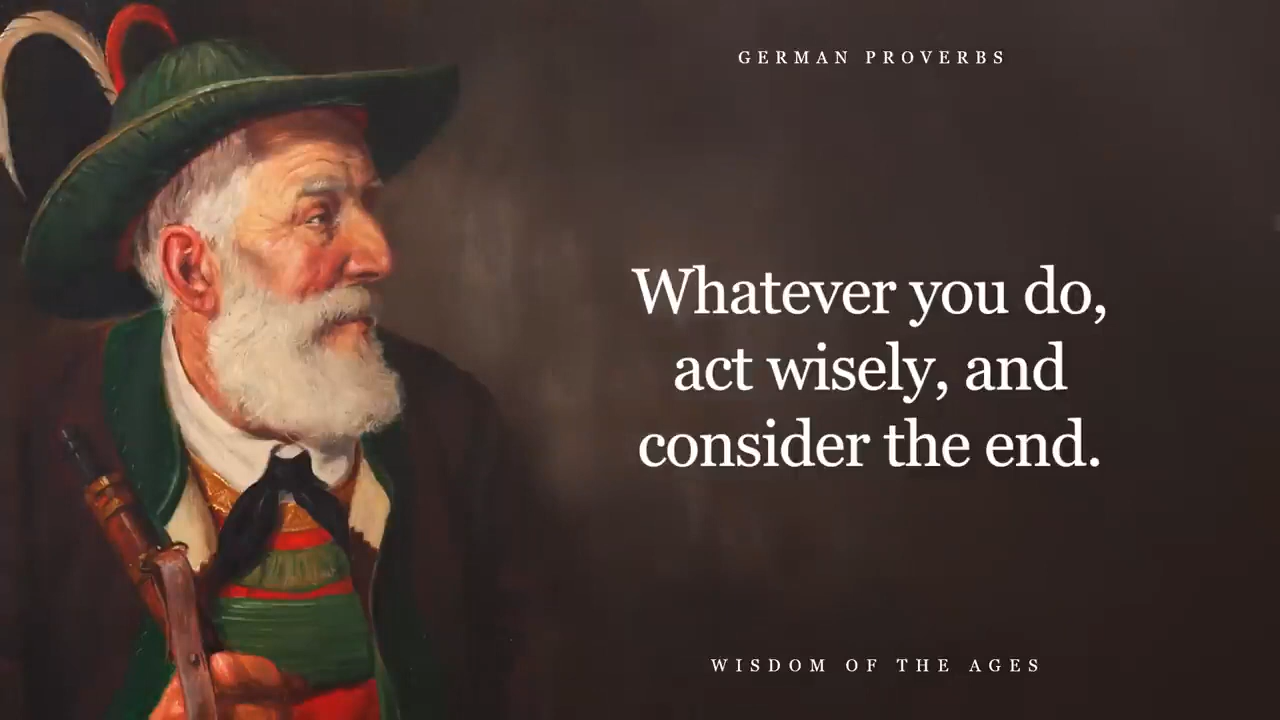 GERMAN PROVERBS
Whatever you do,
act wisely, and
consider the end.
WISDOM OF THE AGES